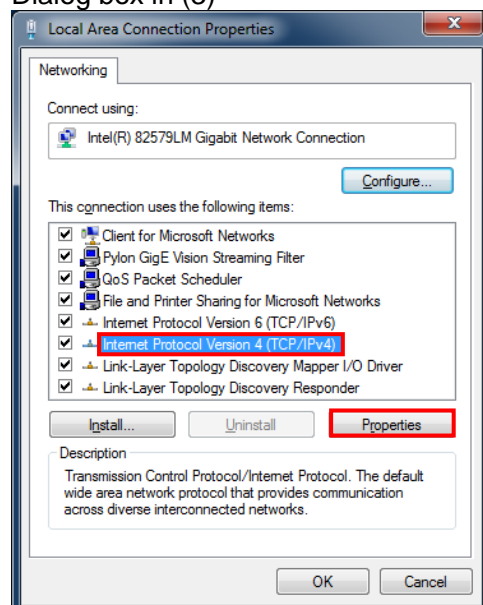 Dialog box in (3)
Local Area Connection Properties
Networking
Connect using:
Intel(R) 82579LM Gigabit Network Connection
Configure...
This connection uses the following items:
Client for Microsoft Networks
Pylon GigE Vision Streaming Filter
QoS Packet Scheduler
File and Printer Sharing for Microsoft Networks
Internet Protocol Version 6 (TCP/IPv6)
Internet Protocol Version 4 (TCP/IPv4)
Link-Layer Topology Discovery Mapper I/O Driver
Link-Layer Topology Discovery Responder
Install... Uninstall Properties
Description
Transmission Control Protocol/Internet Protocol. The default
wide area network protocol that provides communication
across diverse interconnected networks.
OK Cancel